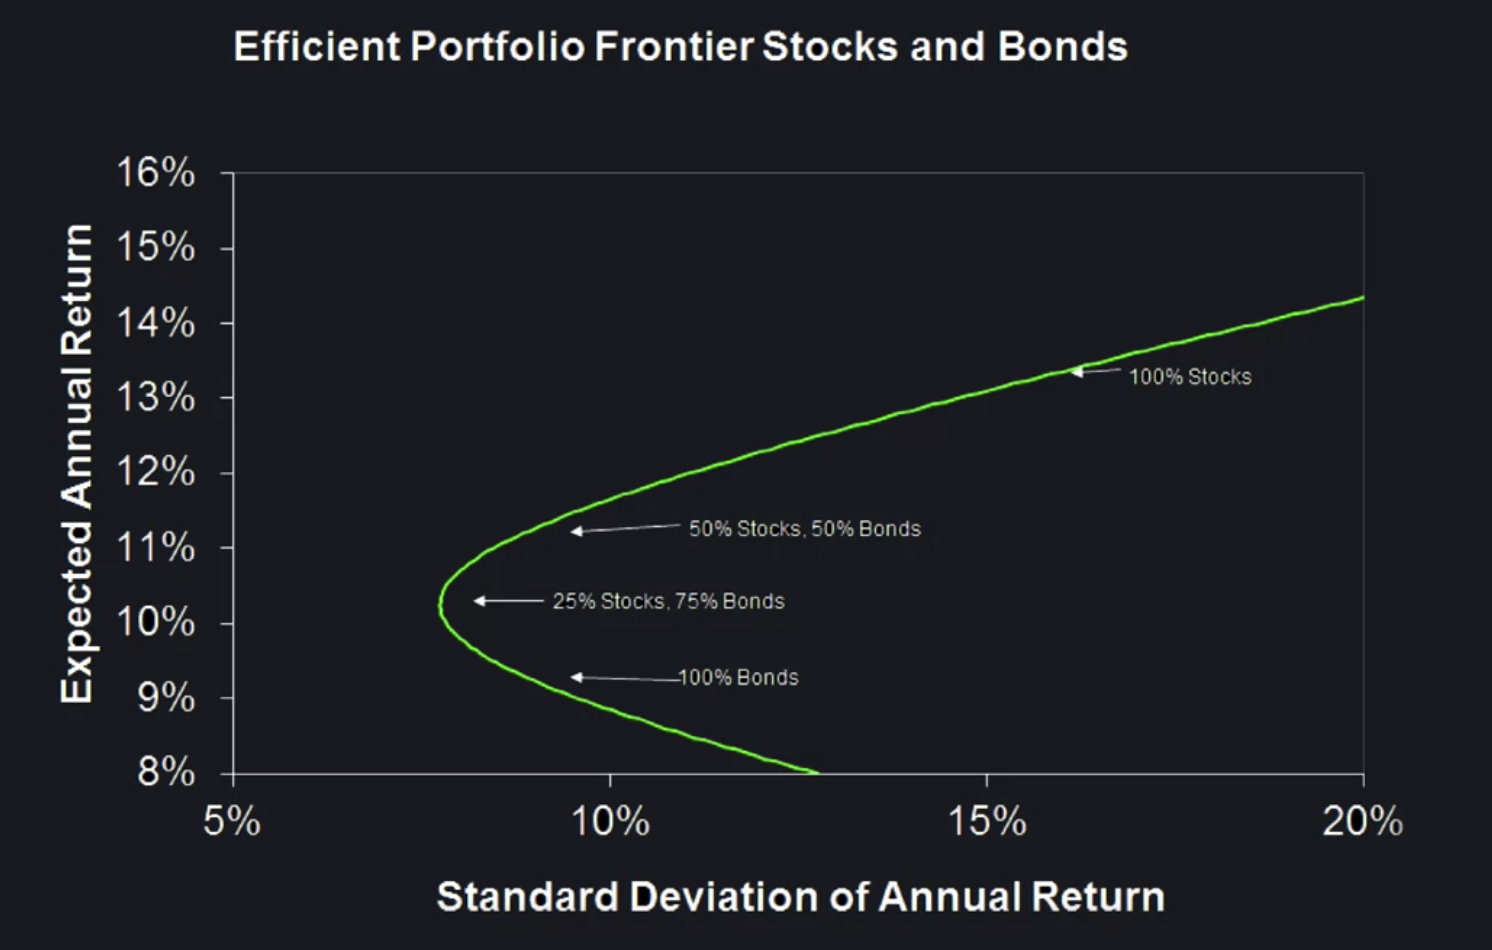 Efficient Portfolio Frontier Stocks and Bonds
Expected Annual Return
16%
15%
14%
13%
12%
11%
10%
9%
8%
100% Stocks
50% Stocks, 50% Bonds
25% Stocks, 75% Bonds
100% Bonds
5%
10%
15%
20%
Standard Deviation of Annual Return